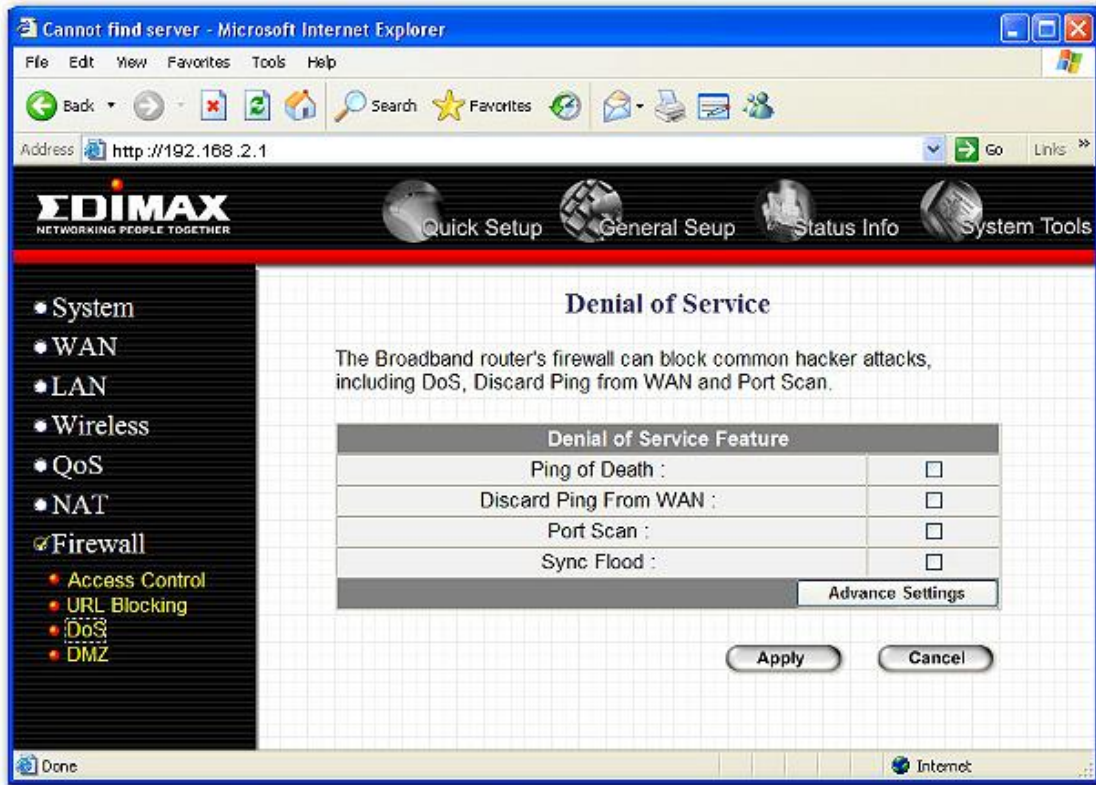 Cannot find server - Microsoft Internet Explorer
File Edit View Favorites Tools Help
Back Search Favorites
Address http://192.168.2.1 Go Links »
EDIMAX
NETWORKING PEOPLE TOGETHER
Quick Setup General Seup Status Info System Tools
System
WAN
LAN
Wireless
QoS
NAT
Firewall
Access Control
URL Blocking
DoS
DMZ
Denial of Service
The Broadband router's firewall can block common hacker attacks,
including DoS, Discard Ping from WAN and Port Scan.
Denial of Service Feature
Ping of Death :
Discard Ping From WAN :
Port Scan :
Sync Flood :
Advance Settings
Apply Cancel
Done Internet